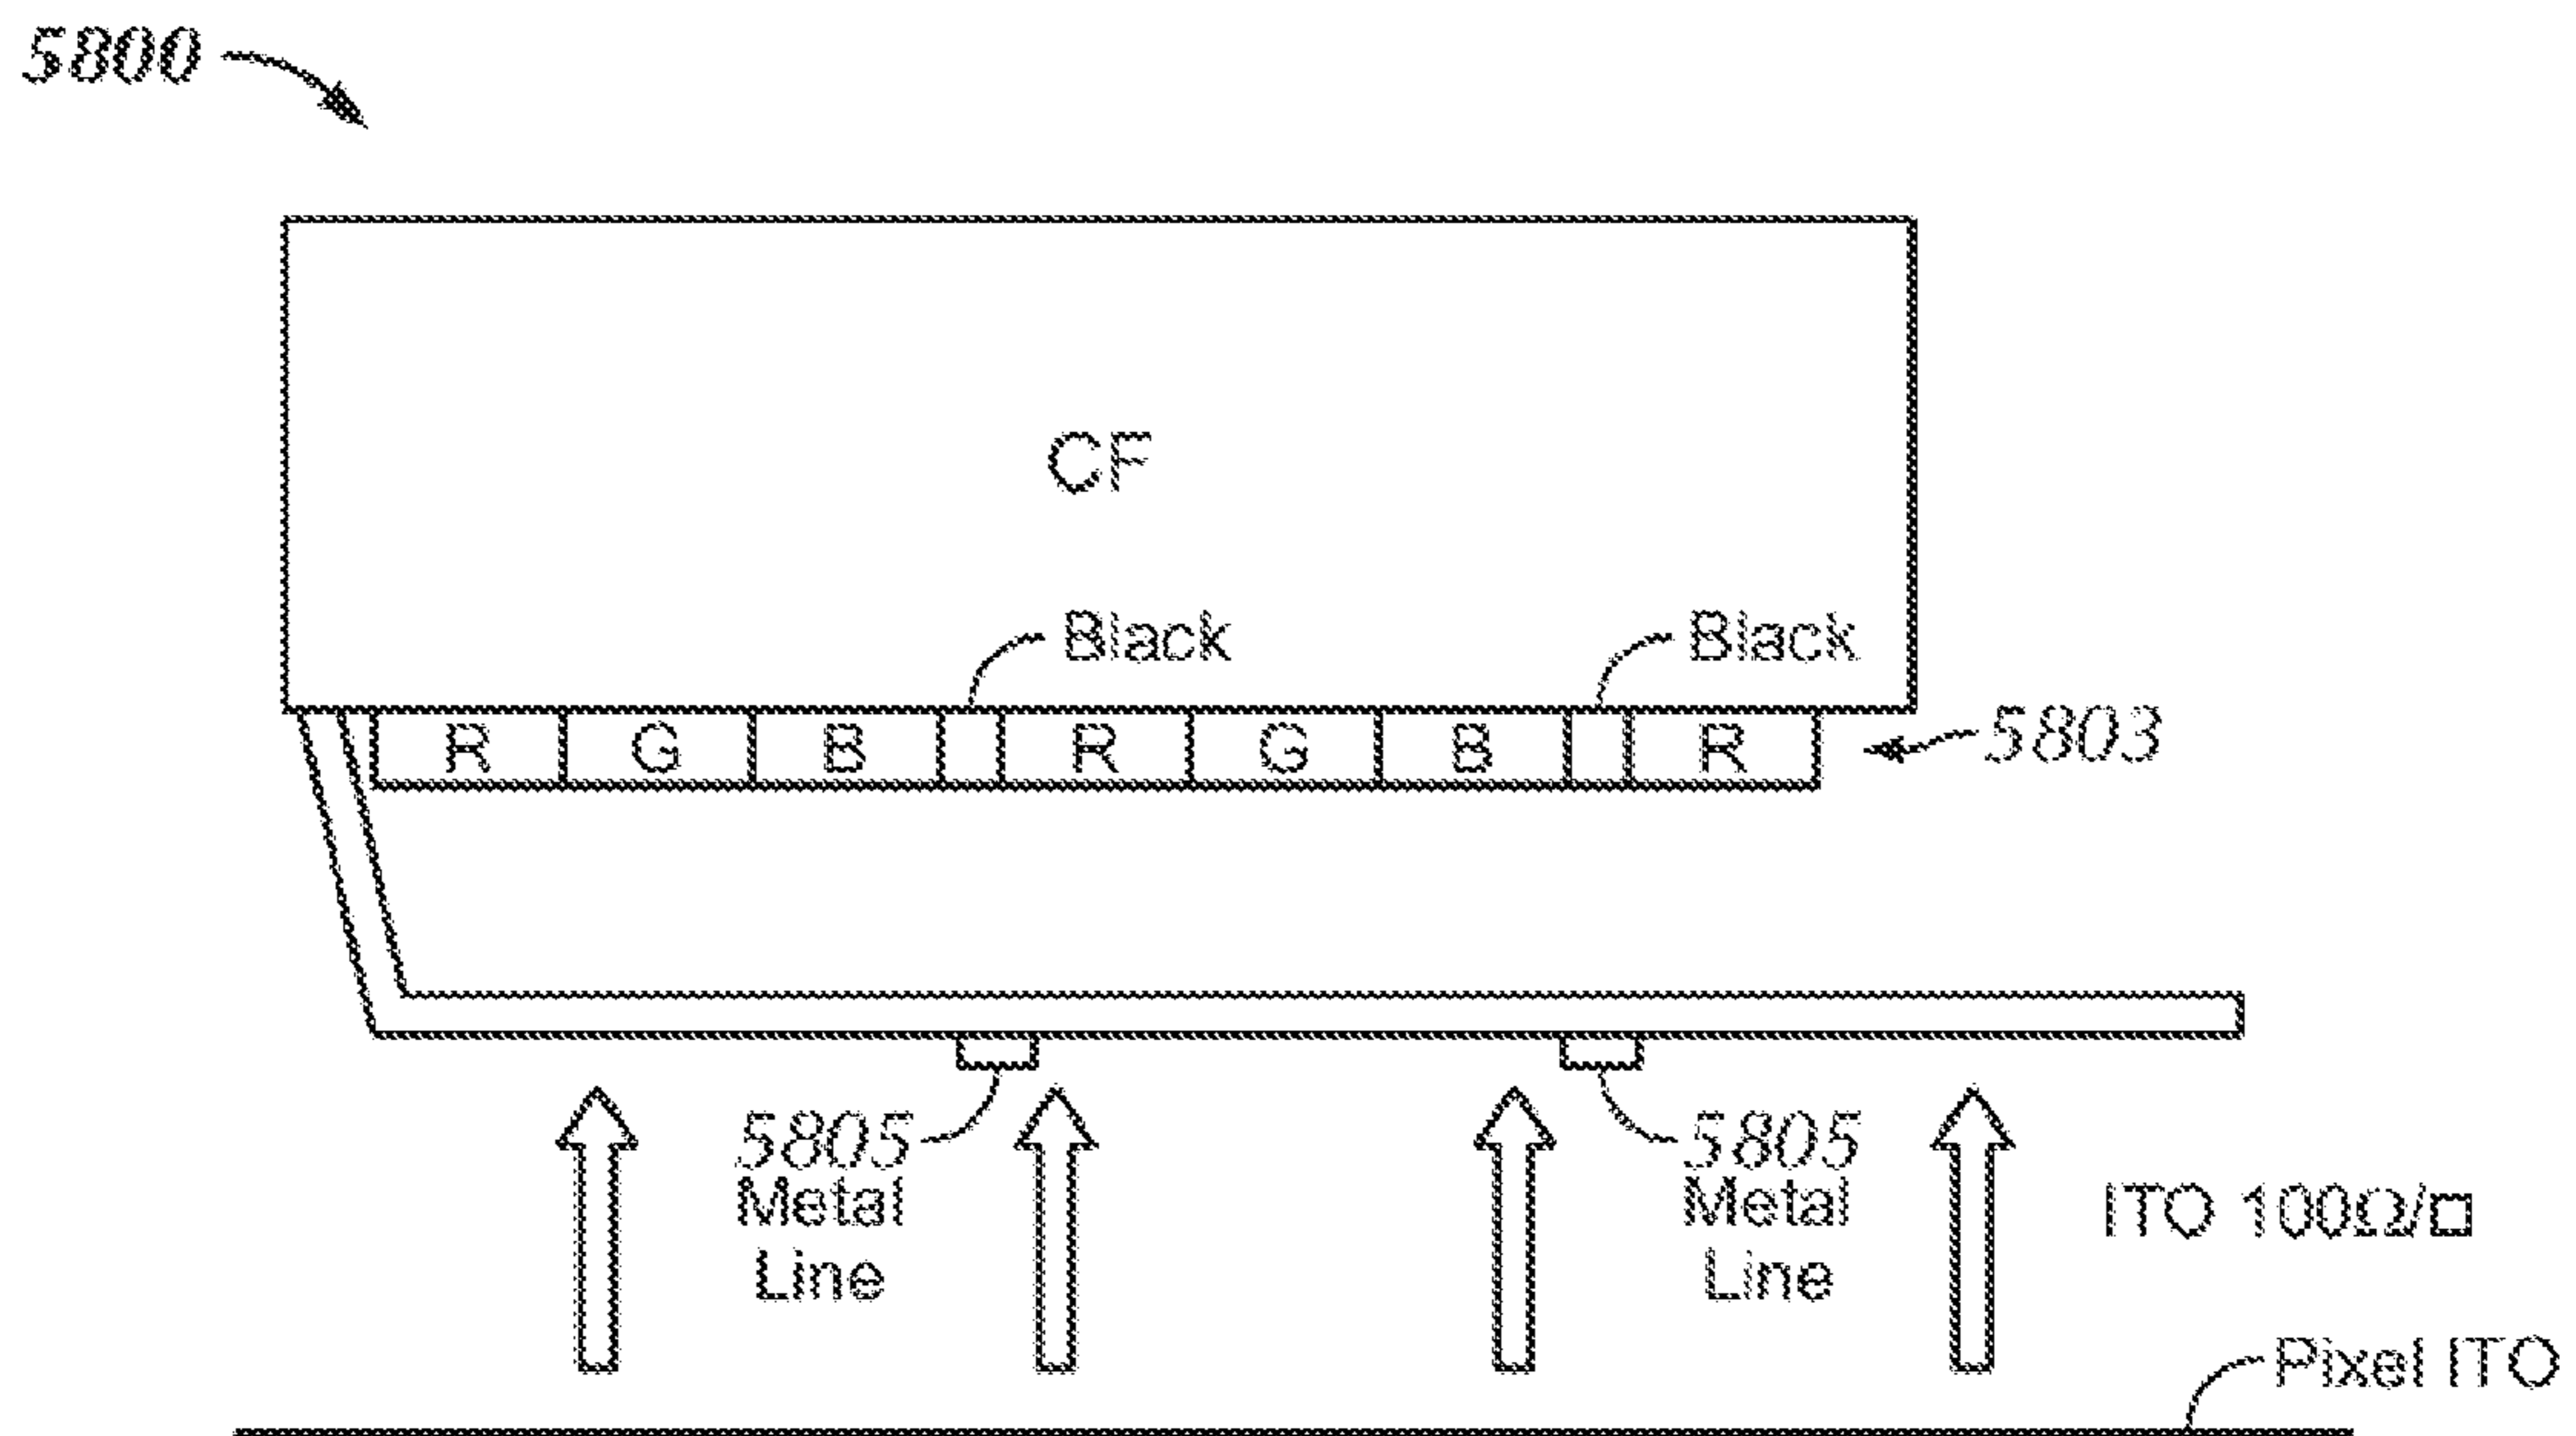 5800
CF
Black Black
R G B R G B R 5803
5805 5805
Metal Metal ITO 100Ω/□
Line Line
Pixel ITO